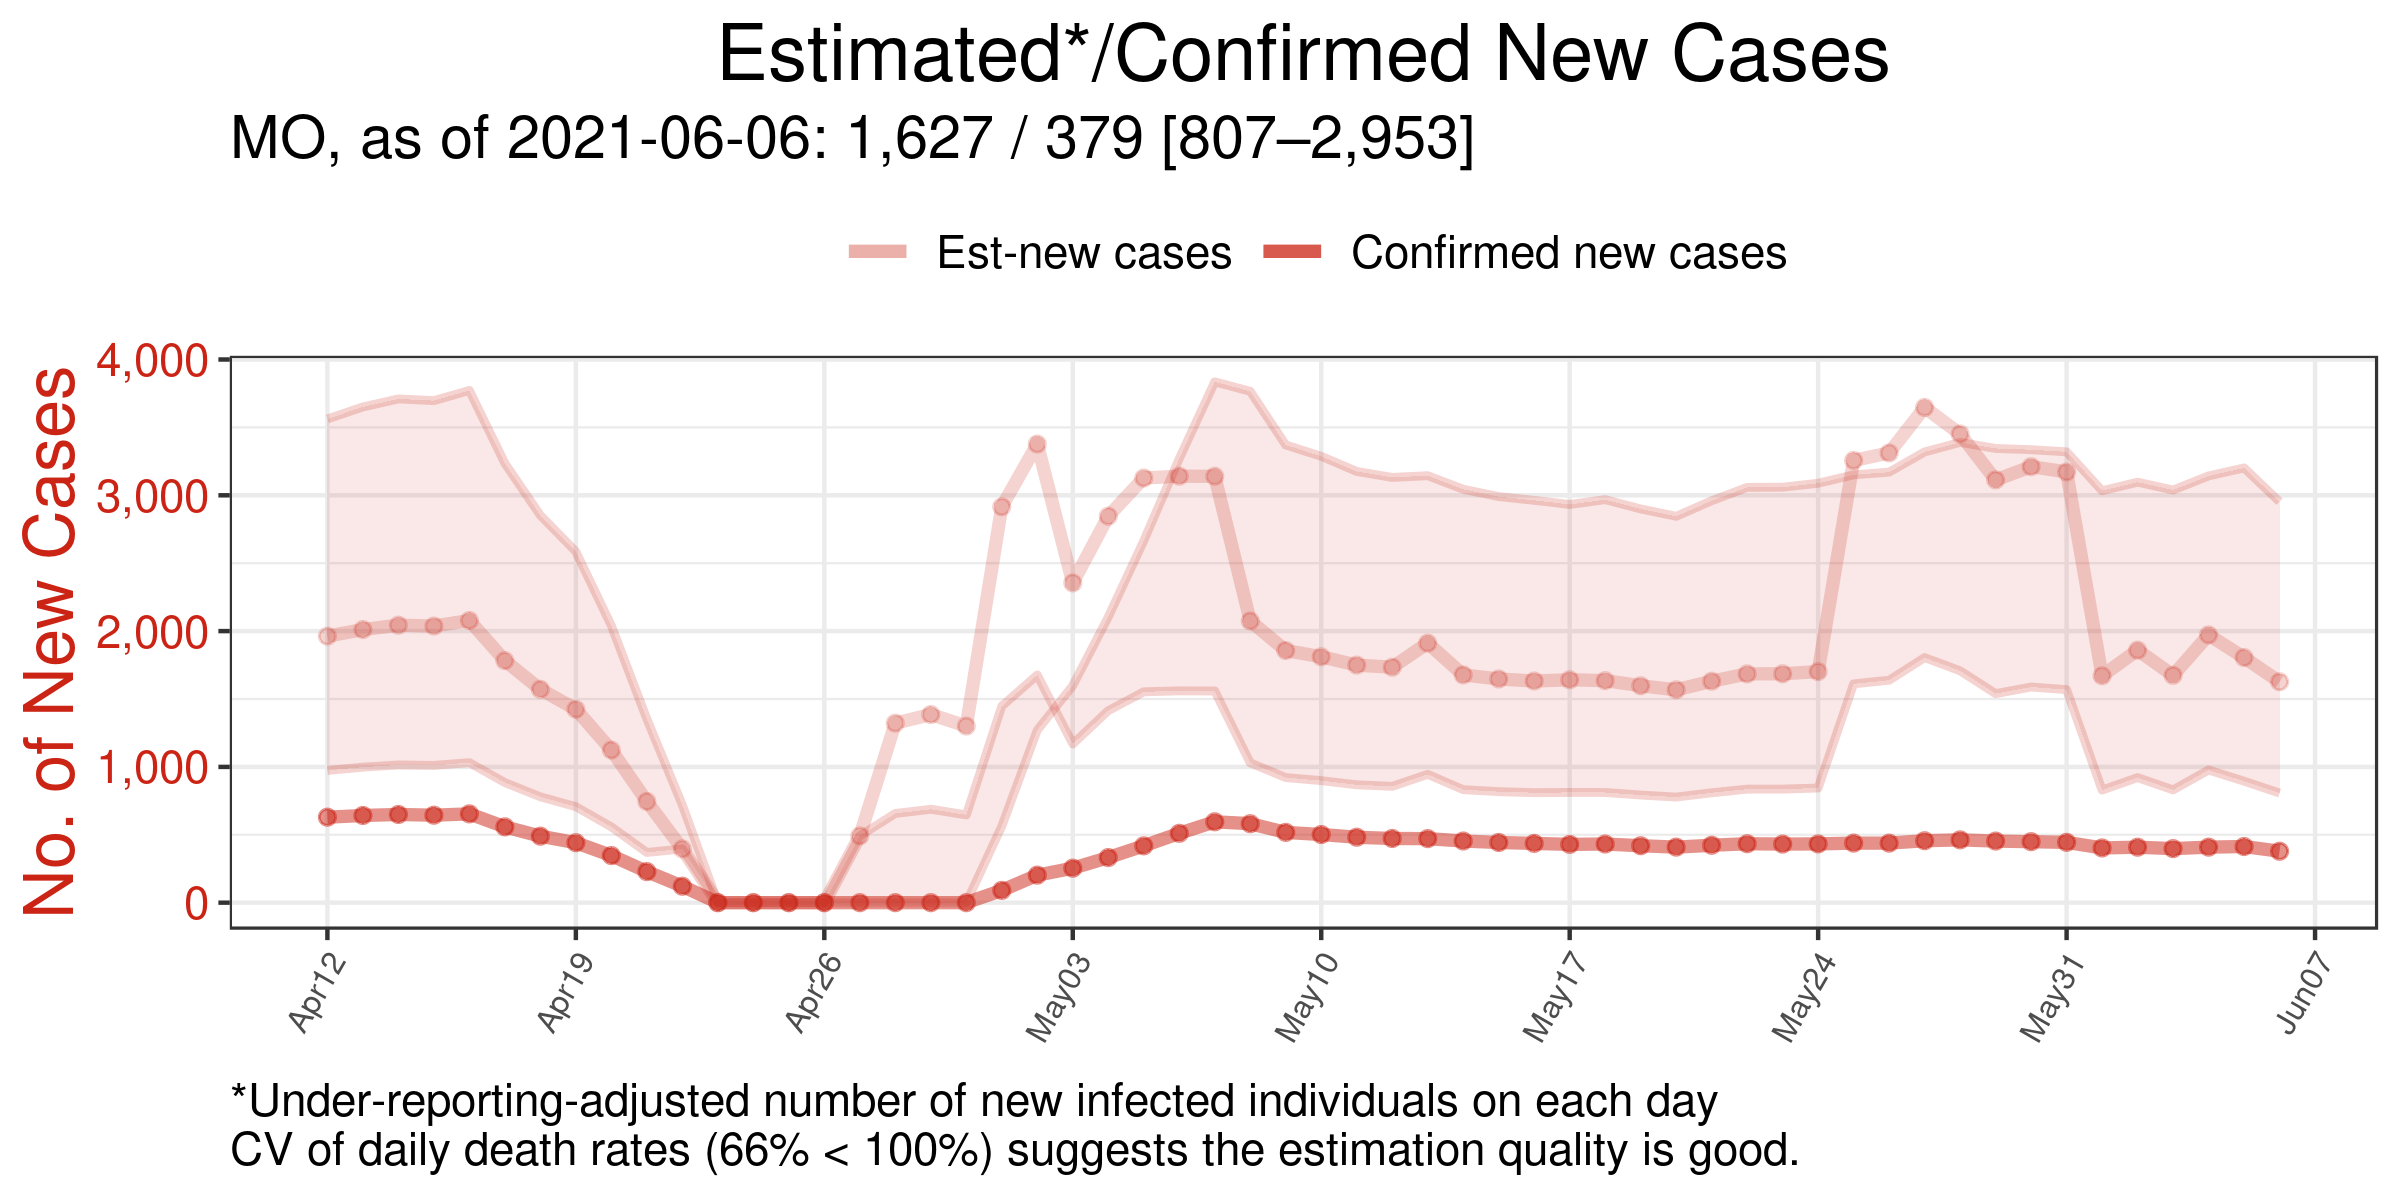 Estimated*/Confirmed New Cases
MO, as of 2021-06-06: 1,627 / 379 [807–2,953]
Est-new cases
Confirmed new cases
No. of New Cases
4,000
3,000
2,000
1,000
0
Apr12
Apr19
Apr26
May03
May10
May17
May24
May31
Jun07
*Under-reporting-adjusted number of new infected individuals on each day
CV of daily death rates (66% < 100%) suggests the estimation quality is good.